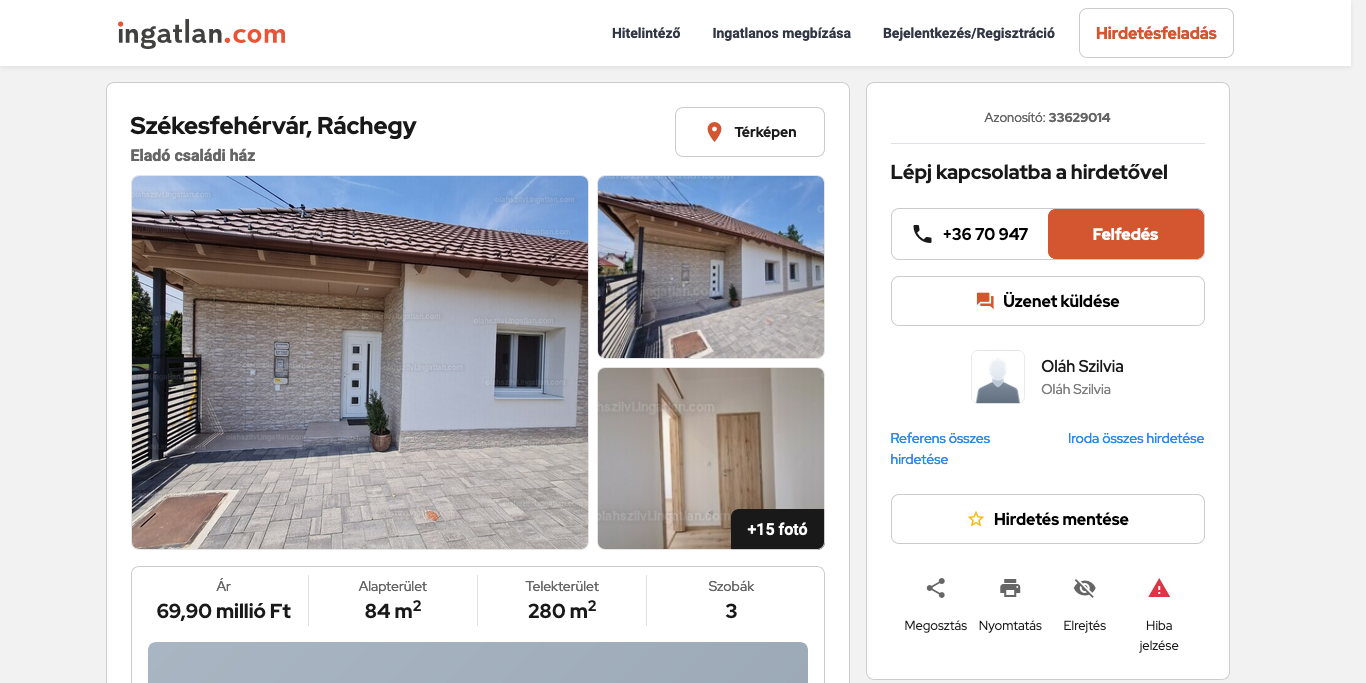 ingatlan.com
Hitelintéző
Ingatlanos megbízása
Bejelentkezés/Regisztráció
Hirdetésfeladás
Székesfehérvár, Ráchegy
Eladó családi ház
Térképen
+15 fotó
Ár
69,90 millió Ft
Alapterület
84 m²
Telekterület
280 m²
Szobák
3
Azonosító: 33629014
Lépj kapcsolatba a hirdetővel
+36 70 947
Felfedés
Üzenet küldése
Oláh Szilvia
Oláh Szilvia
Referens összes
hirdetése
Iroda összes hirdetése
Hirdetés mentése
Megosztás
Nyomtatás
Elrejtés
Hiba
jelzése